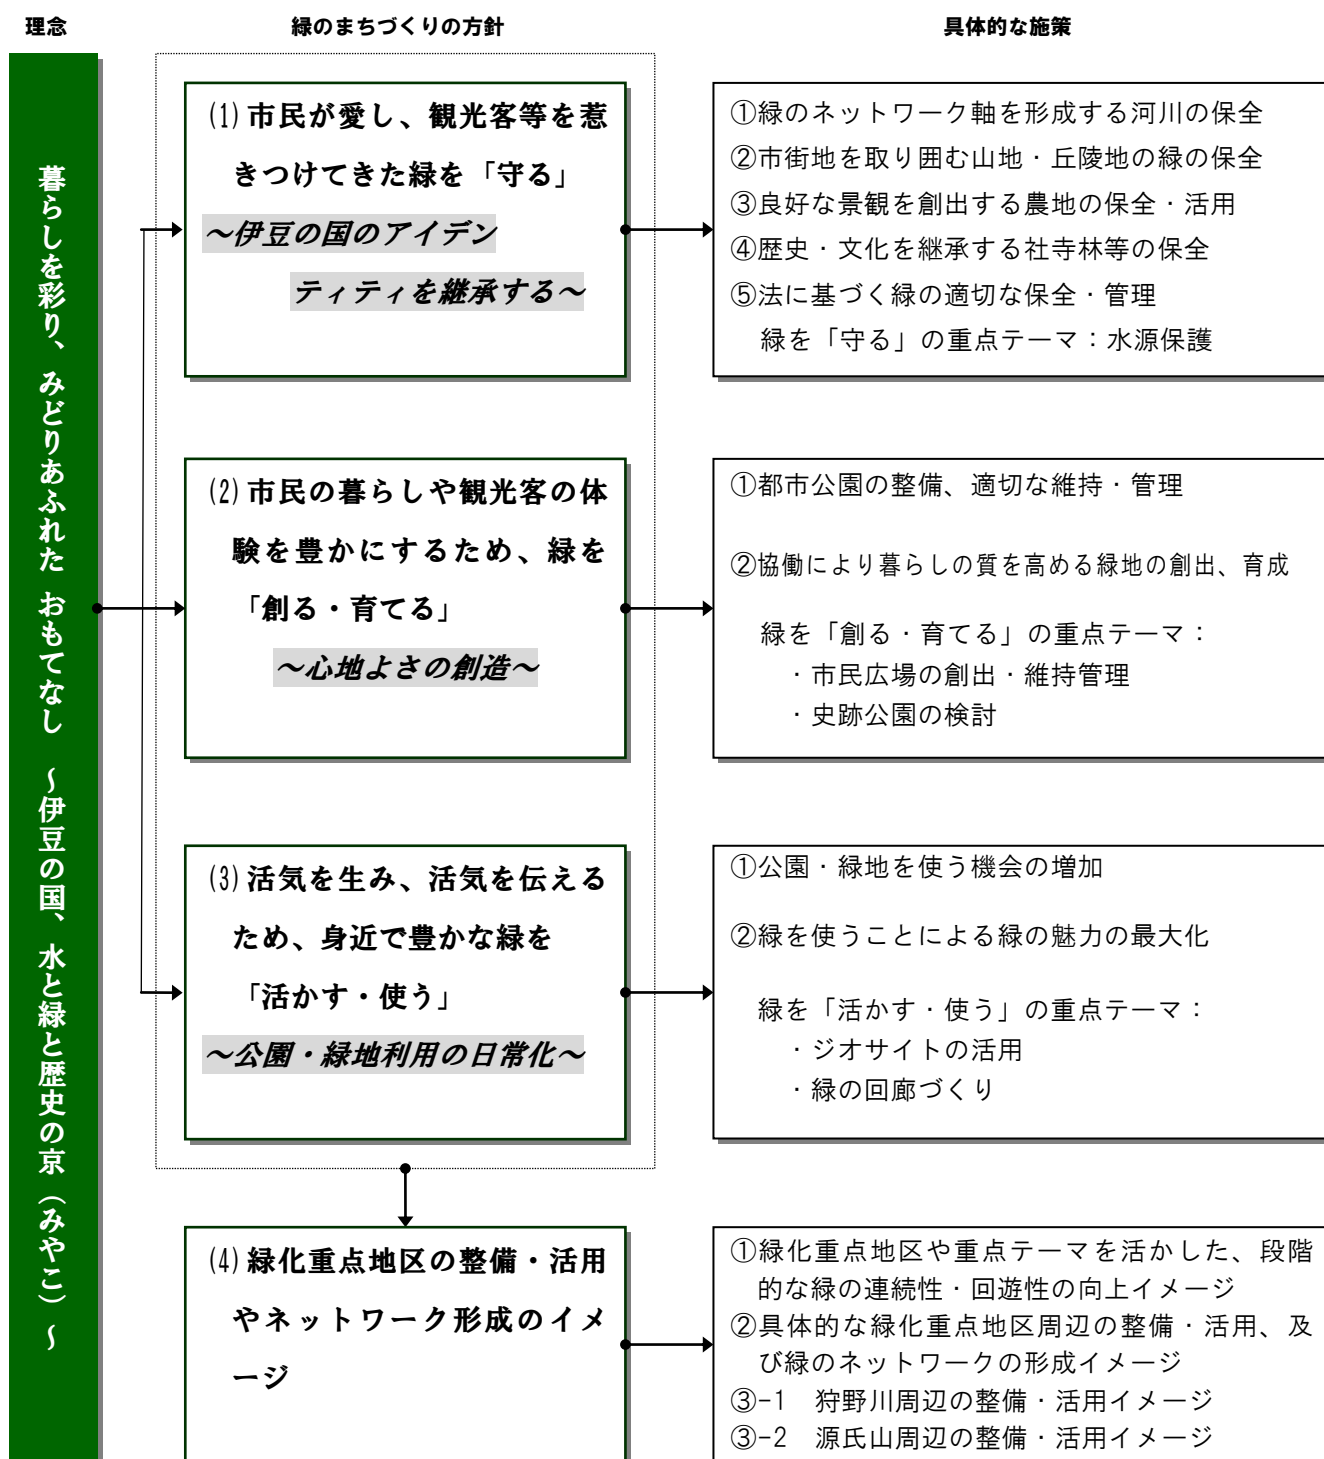 理念
緑のまちづくりの方針
具体的な施策
暮らしを彩り、みどりあふれた おもてなし ～伊豆の国、水と緑と歴史の京（みやこ）～
(1)市民が愛し、観光客等を惹
きつけてきた緑を「守る」
～伊豆の国のアイデン
ティティを継承する～
①緑のネットワーク軸を形成する河川の保全
②市街地を取り囲む山地・丘陵地の緑の保全
③良好な景観を創出する農地の保全・活用
④歴史・文化を継承する社寺林等の保全
⑤法に基づく緑の適切な保全・管理
緑を「守る」の重点テーマ：水源保護
(2)市民の暮らしや観光客の体
験を豊かにするため、緑を
「創る・育てる」
～心地よさの創造～
①都市公園の整備、適切な維持・管理
②協働により暮らしの質を高める緑地の創出、育成
緑を「創る・育てる」の重点テーマ：
・市民広場の創出・維持管理
・史跡公園の検討
(3)活気を生み、活気を伝える
ため、身近で豊かな緑を
「活かす・使う」
～公園・緑地利用の日常化～
①公園・緑地を使う機会の増加
②緑を使うことによる緑の魅力の最大化
緑を「活かす・使う」の重点テーマ：
・ジオサイトの活用
・緑の回廊づくり
(4)緑化重点地区の整備・活用
やネットワーク形成のイメ
ージ
①緑化重点地区や重点テーマを活かした、段階
的な緑の連続性・回遊性の向上イメージ
②具体的な緑化重点地区周辺の整備・活用、及
び緑のネットワークの形成イメージ
③-1 狩野川周辺の整備・活用イメージ
③-2 源氏山周辺の整備・活用イメージ